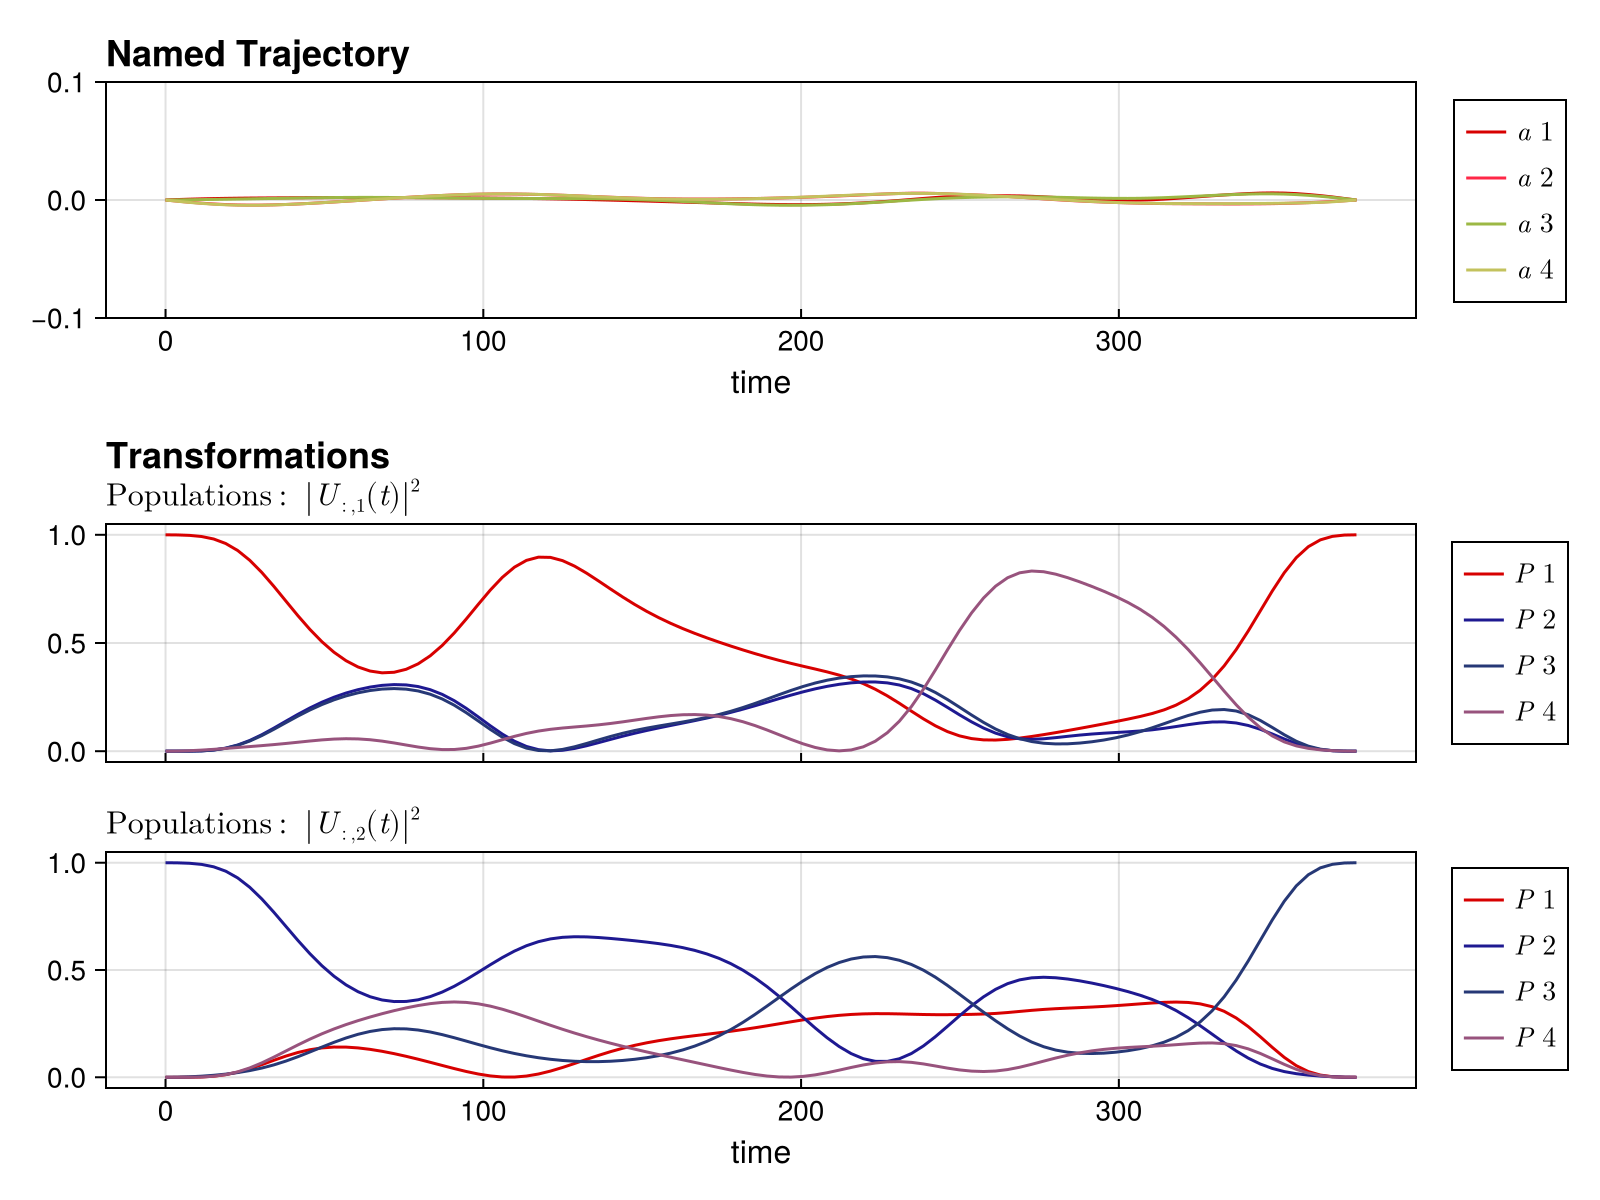 Named Trajectory
0.1
0.0
−0.1
0 100 200 300
time
a 1
a 2
a 3
a 4
Transformations
Populations: |U:,1(t)|²
1.0
0.5
0.0
P 1
P 2
P 3
P 4
Populations: |U:,2(t)|²
1.0
0.5
0.0
0 100 200 300
time
P 1
P 2
P 3
P 4